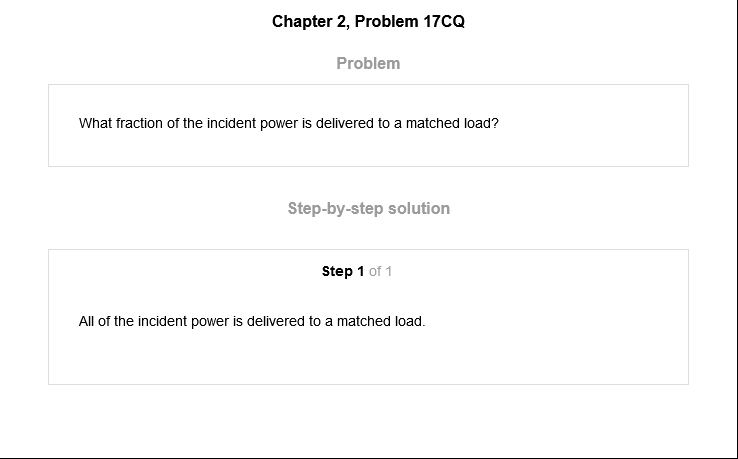 Chapter 2, Problem 17CQ
Problem
What fraction of the incident power is delivered to a matched load?
Step-by-step solution
Step 1 of 1
All of the incident power is delivered to a matched load.